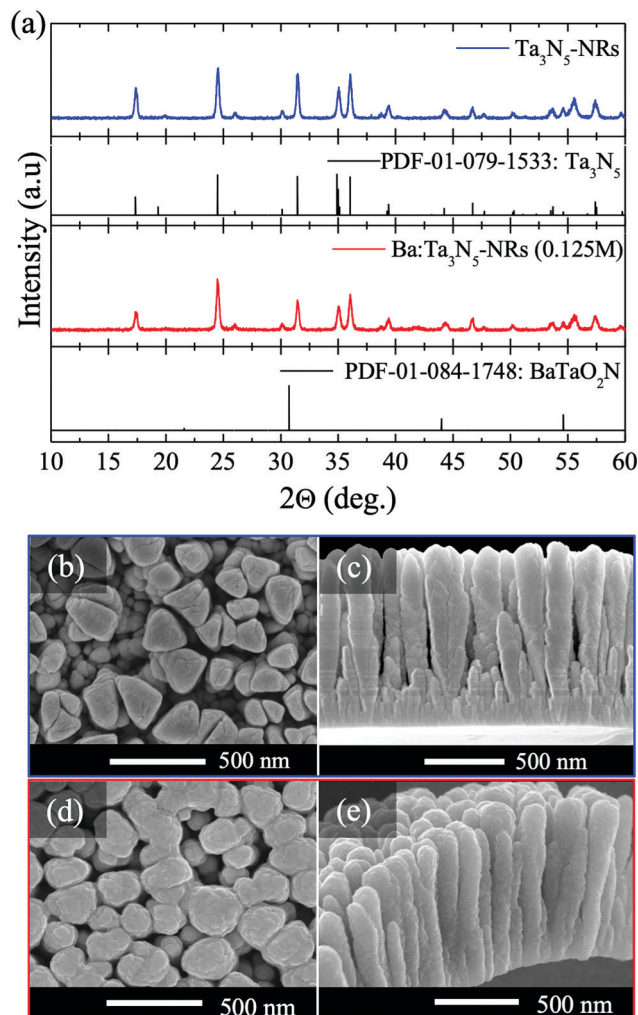 (a)
Ta₃N₅-NRs
PDF-01-079-1533: Ta₃N₅
Ba:Ta₃N₅-NRs (0.125M)
PDF-01-084-1748: BaTaO₂N
Intensity (a.u)
10 15 20 25 30 35 40 45 50 55 60
2Θ (deg.)
(b)
500 nm
(c)
500 nm
(d)
500 nm
(e)
500 nm